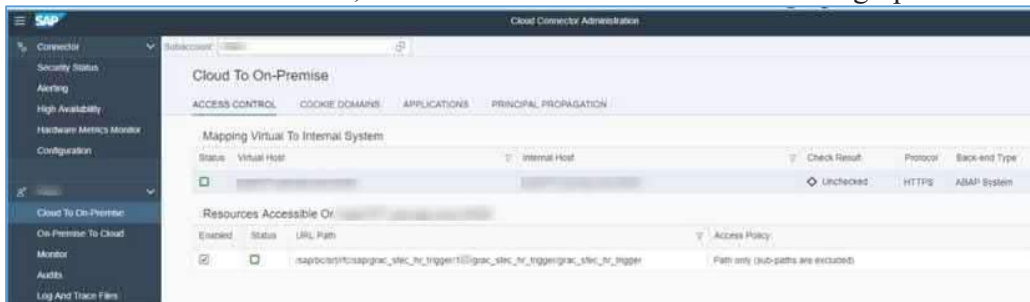 SAP Cloud Connector Administration
Connector Subaccount:
Security Status
Cloud To On-Premise
Alerting
ACCESS CONTROL COOKIE DOMAINS APPLICATIONS PRINCIPAL PROPAGATION
High Availability
Hardware Metrics Monitor
Mapping Virtual To Internal System
Configuration
Status Virtual Host Internal Host Check Result Protocol Back-end Type
Unchecked HTTPS ABAP System
Cloud To On-Premise
Resources Accessible On
On-Premise To Cloud
Enabled Status URL Path Access Policy
Monitor
Path only (sub-paths are excluded)
Audits
Log And Trace Files